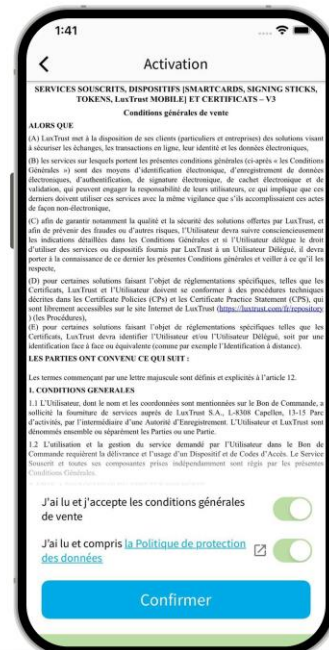 1:41
Activation
SERVICES SOUSCRITS, DISPOSITIFS [SMARTCARDS, SIGNING STICKS,
TOKENS, LuxTrust MOBILE] ET CERTIFICATS – V3
Conditions générales de vente
ALORS QUE
(A) LuxTrust met à la disposition de ses clients (particuliers et entreprises) des solutions visant
à sécuriser les échanges, les transactions en ligne, leur identité et les données électroniques,
(B) les services sur lesquels portent les présentes conditions générales (ci-après « les Conditions
Générales ») sont des moyens d'identification électronique, d'enregistrement de données
électroniques, d'authentification, de signature électronique, de cachet électronique et de
validation, qui peuvent engager la responsabilité de leurs utilisateurs, ce qui implique que ces
derniers doivent utiliser ces services avec la même vigilance que s'ils accomplissaient ces actes
de façon non-électronique,
(C) afin de garantir notamment la qualité et la sécurité des solutions offertes par LuxTrust, et
afin de prévenir des fraudes ou d'autres risques, l'Utilisateur devra suivre consciencieusement
les indications détaillées dans les Conditions Générales et si l'Utilisateur délègue le droit
d'utiliser des services ou dispositifs fournis par LuxTrust à un Utilisateur Délégué, il devra
porter à la connaissance de ce dernier les présentes Conditions Générales et veiller à ce qu'il les
respecte,
(D) pour certaines solutions faisant l'objet de réglementations spécifiques, telles que les
Certificats, LuxTrust et l'Utilisateur doivent se conformer à des procédures techniques
décrites dans les Certificate Policies (CPs) et les Certificate Practice Statement (CPS), qui
sont librement accessibles sur le site Internet de LuxTrust (https://luxtrust.com/fr/repository
) (les Procédures),
(E) pour certaines solutions faisant l'objet de réglementations spécifiques telles que les
Certificats, LuxTrust devra identifier l'Utilisateur et/ou l'Utilisateur Délégué, soit par une
identification face à face ou équivalente (comme par exemple l'Identification à distance).
LES PARTIES ONT CONVENU CE QUI SUIT :
Les termes commençant par une lettre majuscule sont définis et explicités à l'article 12.
1. CONDITIONS GENERALES
1.1 L'Utilisateur, dont le nom et les coordonnées sont mentionnées sur le Bon de Commande, a
sollicité la fourniture de services auprès de LuxTrust S.A., L-8308 Capellen, 13-15 Parc
d'activités, par l'intermédiaire d'une Autorité d'Enregistrement. L'Utilisateur et LuxTrust sont
dénommés ensemble ou séparément les Parties ou une Partie.
1.2 L'utilisation et la gestion du service demandé par l'Utilisateur dans le Bon de
Commande requièrent la délivrance et l'usage d'un Dispositif et de Codes d'Accès. Le Service
Souscrit et toutes ses composantes prises indépendamment sont régis par les présentes
Conditions Générales.
J'ai lu et j'accepte les conditions générales
de vente
J'ai lu et compris la Politique de protection
des données
Confirmer